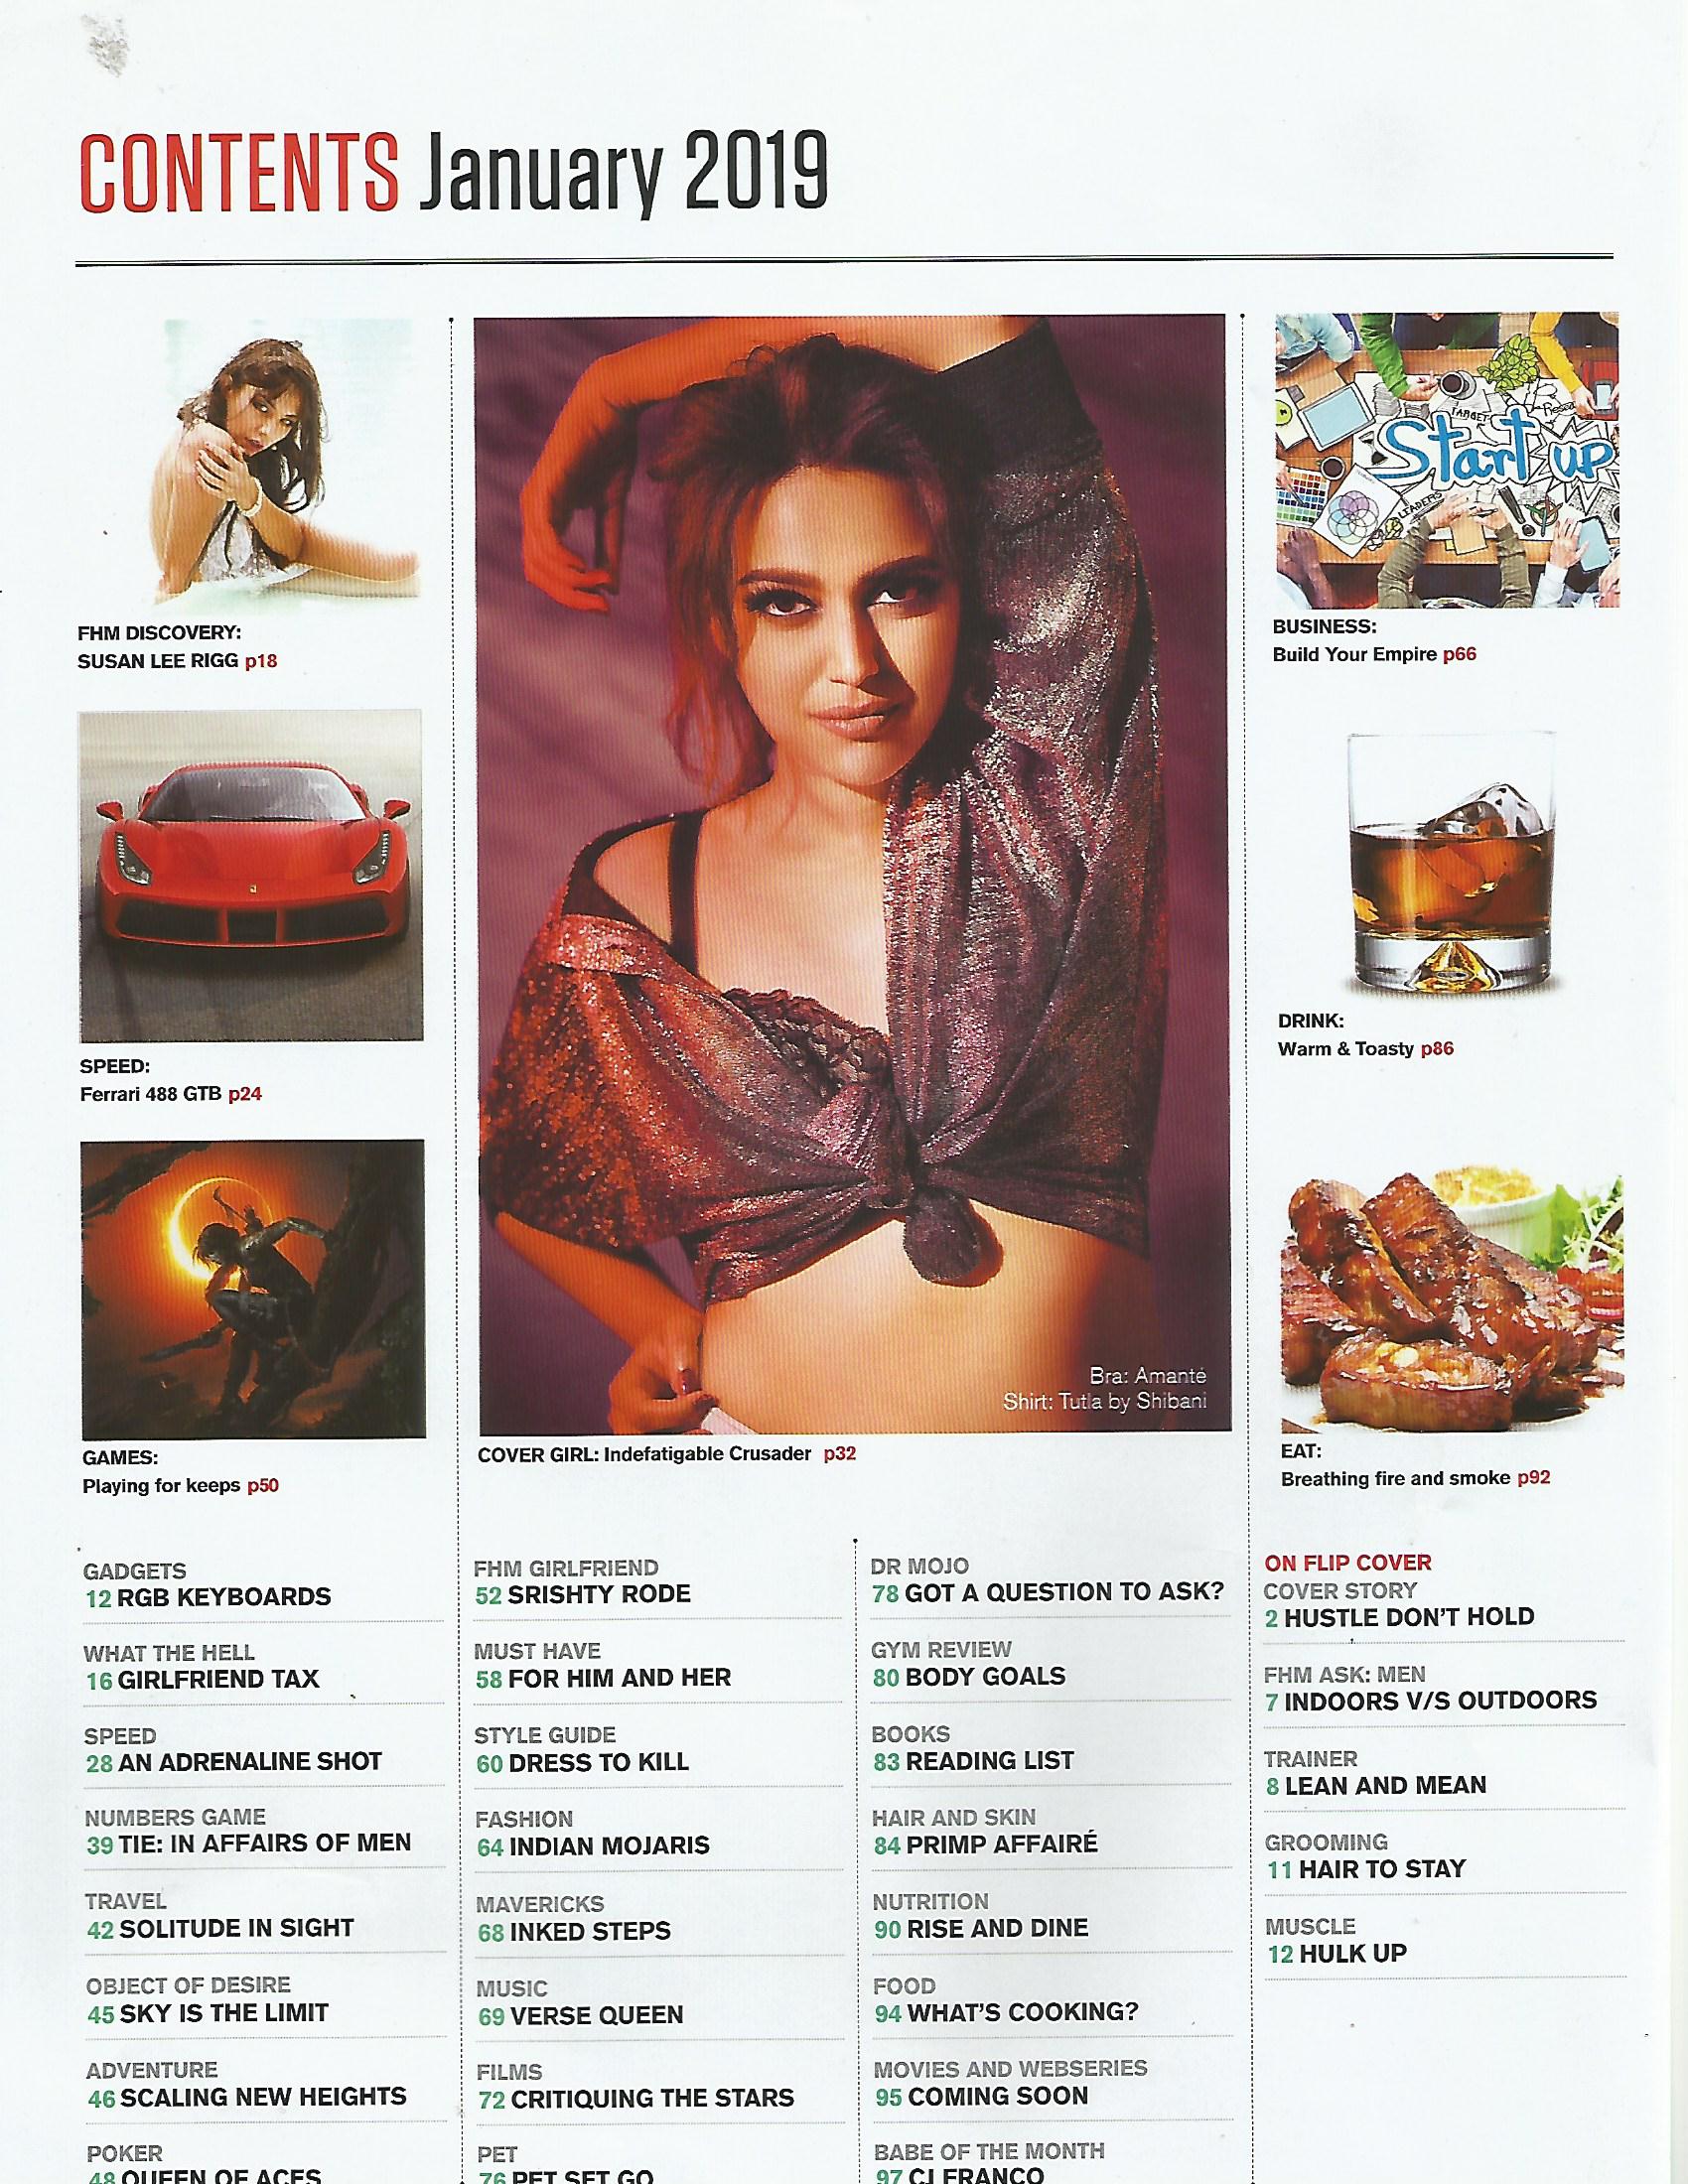 CONTENTS January 2019
FHM DISCOVERY:
SUSAN LEE RIGG p18
SPEED:
Ferrari 488 GTB p24
GAMES:
Playing for keeps p50
Bra: Amanté
Shirt: Tutla by Shibani
COVER GIRL: Indefatigable Crusader p32
TARGET
Start up
LEADERS
BUSINESS:
Build Your Empire p66
DRINK:
Warm & Toasty p86
EAT:
Breathing fire and smoke p92
GADGETS
12 RGB KEYBOARDS
WHAT THE HELL
16 GIRLFRIEND TAX
SPEED
28 AN ADRENALINE SHOT
NUMBERS GAME
39 TIE: IN AFFAIRS OF MEN
TRAVEL
42 SOLITUDE IN SIGHT
OBJECT OF DESIRE
45 SKY IS THE LIMIT
ADVENTURE
46 SCALING NEW HEIGHTS
POKER
48 QUEEN OF ACES
FHM GIRLFRIEND
52 SRISHTY RODE
MUST HAVE
58 FOR HIM AND HER
STYLE GUIDE
60 DRESS TO KILL
FASHION
64 INDIAN MOJARIS
MAVERICKS
68 INKED STEPS
MUSIC
69 VERSE QUEEN
FILMS
72 CRITIQUING THE STARS
PET
76 PET SET GO
DR MOJO
78 GOT A QUESTION TO ASK?
GYM REVIEW
80 BODY GOALS
BOOKS
83 READING LIST
HAIR AND SKIN
84 PRIMP AFFAIRÉ
NUTRITION
90 RISE AND DINE
FOOD
94 WHAT'S COOKING?
MOVIES AND WEBSERIES
95 COMING SOON
BABE OF THE MONTH
97 CJ FRANCO
ON FLIP COVER
COVER STORY
2 HUSTLE DON'T HOLD
FHM ASK: MEN
7 INDOORS V/S OUTDOORS
TRAINER
8 LEAN AND MEAN
GROOMING
11 HAIR TO STAY
MUSCLE
12 HULK UP